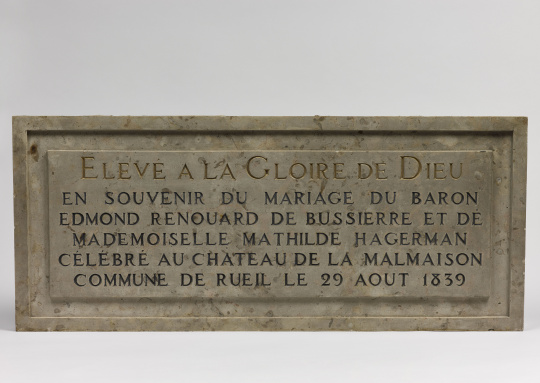 ELEVÉ A LA GLOIRE DE DIEU
EN SOUVENIR DU MARIAGE DU BARON
EDMOND RENOUARD DE BUSSIERRE ET DE
MADEMOISELLE MATHILDE HAGERMAN
CÉLÉBRÉ AU CHATEAU DE LA MALMAISON
COMMUNE DE RUEIL LE 29 AOUT 1839